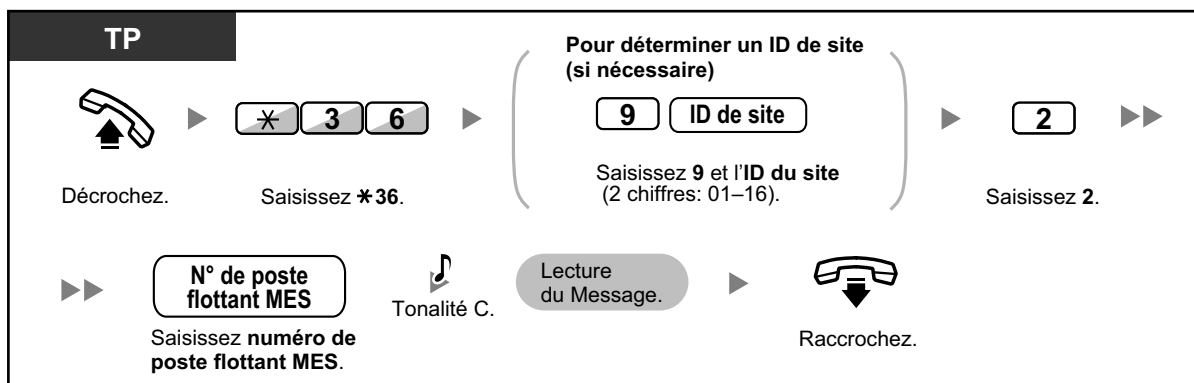 TP
Pour déterminer un ID de site
(si nécessaire)
* 3 6
9 ID de site
2
Décrochez.
Saisissez *36.
Saisissez 9 et l'ID du site
(2 chiffres: 01–16).
Saisissez 2.
N° de poste
flottant MES
Saisissez numéro de
poste flottant MES.
Tonalité C.
Lecture
du Message.
Raccrochez.